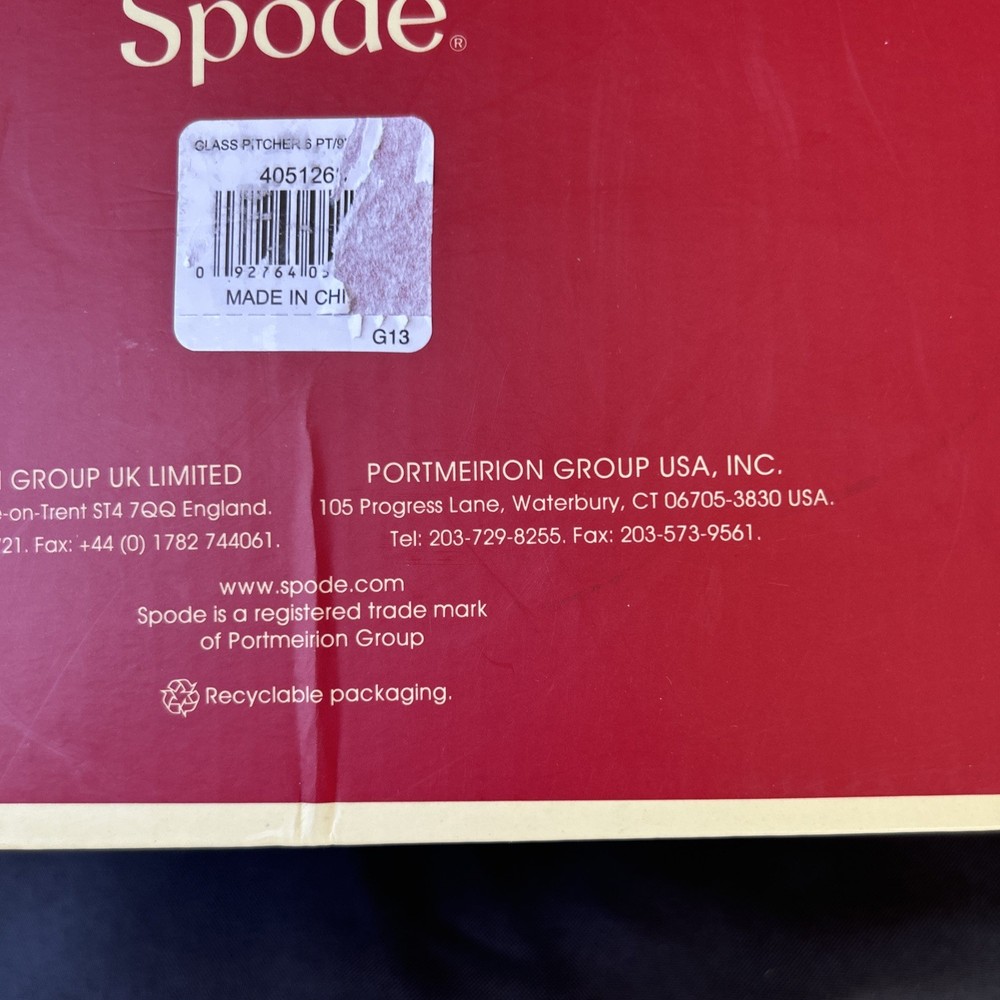 Spode®
GLASS PITCHER 6 PT/9
405126
0 92764 05
MADE IN CHI
G13
GROUP UK LIMITED
-on-Trent ST4 7QQ England.
21. Fax: +44 (0) 1782 744061.
PORTMEIRION GROUP USA, INC.
105 Progress Lane, Waterbury, CT 06705-3830 USA.
Tel: 203-729-8255. Fax: 203-573-9561.
www.spode.com
Spode is a registered trade mark
of Portmeirion Group
Recyclable packaging.